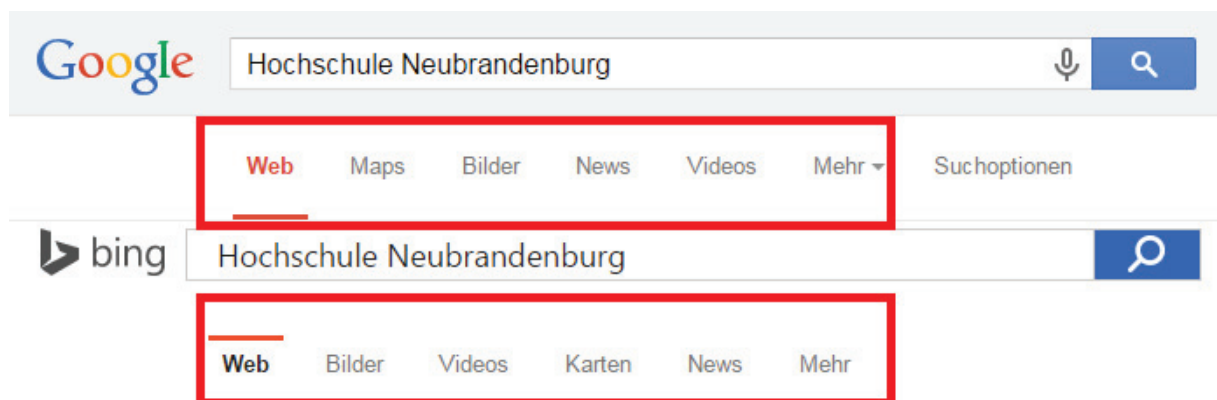 Google Hochschule Neubrandenburg
Web Maps Bilder News Videos Mehr Suchoptionen
bing Hochschule Neubrandenburg
Web Bilder Videos Karten News Mehr